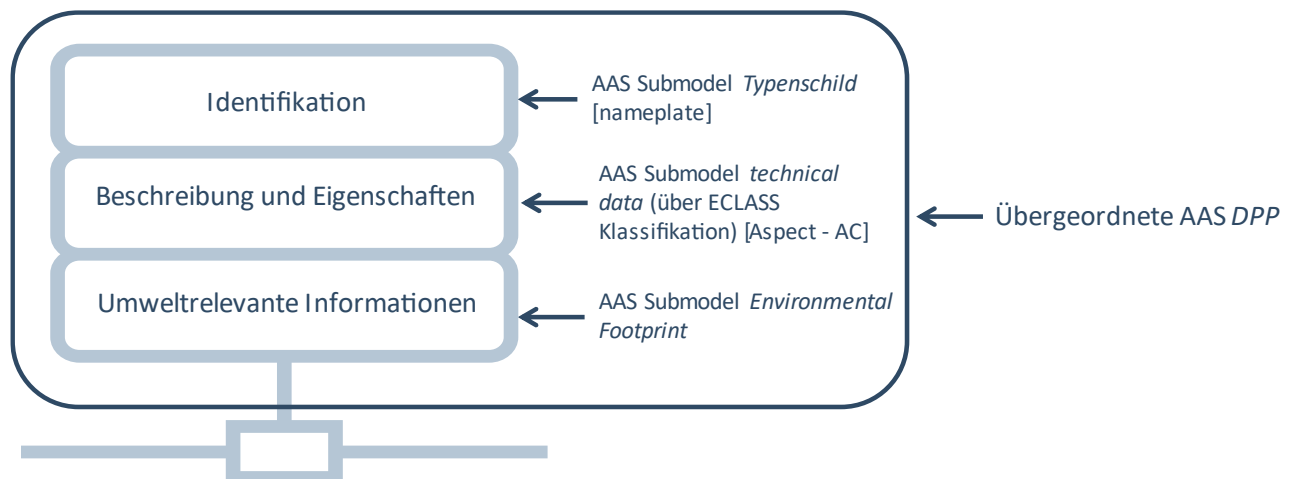 Identifikation
AAS Submodel Typenschild
[nameplate]
Beschreibung und Eigenschaften
AAS Submodel technical
data (über ECLASS
Klassifikation) [Aspect - AC]
Übergeordnete AAS DPP
Umweltrelevante Informationen
AAS Submodel Environmental
Footprint